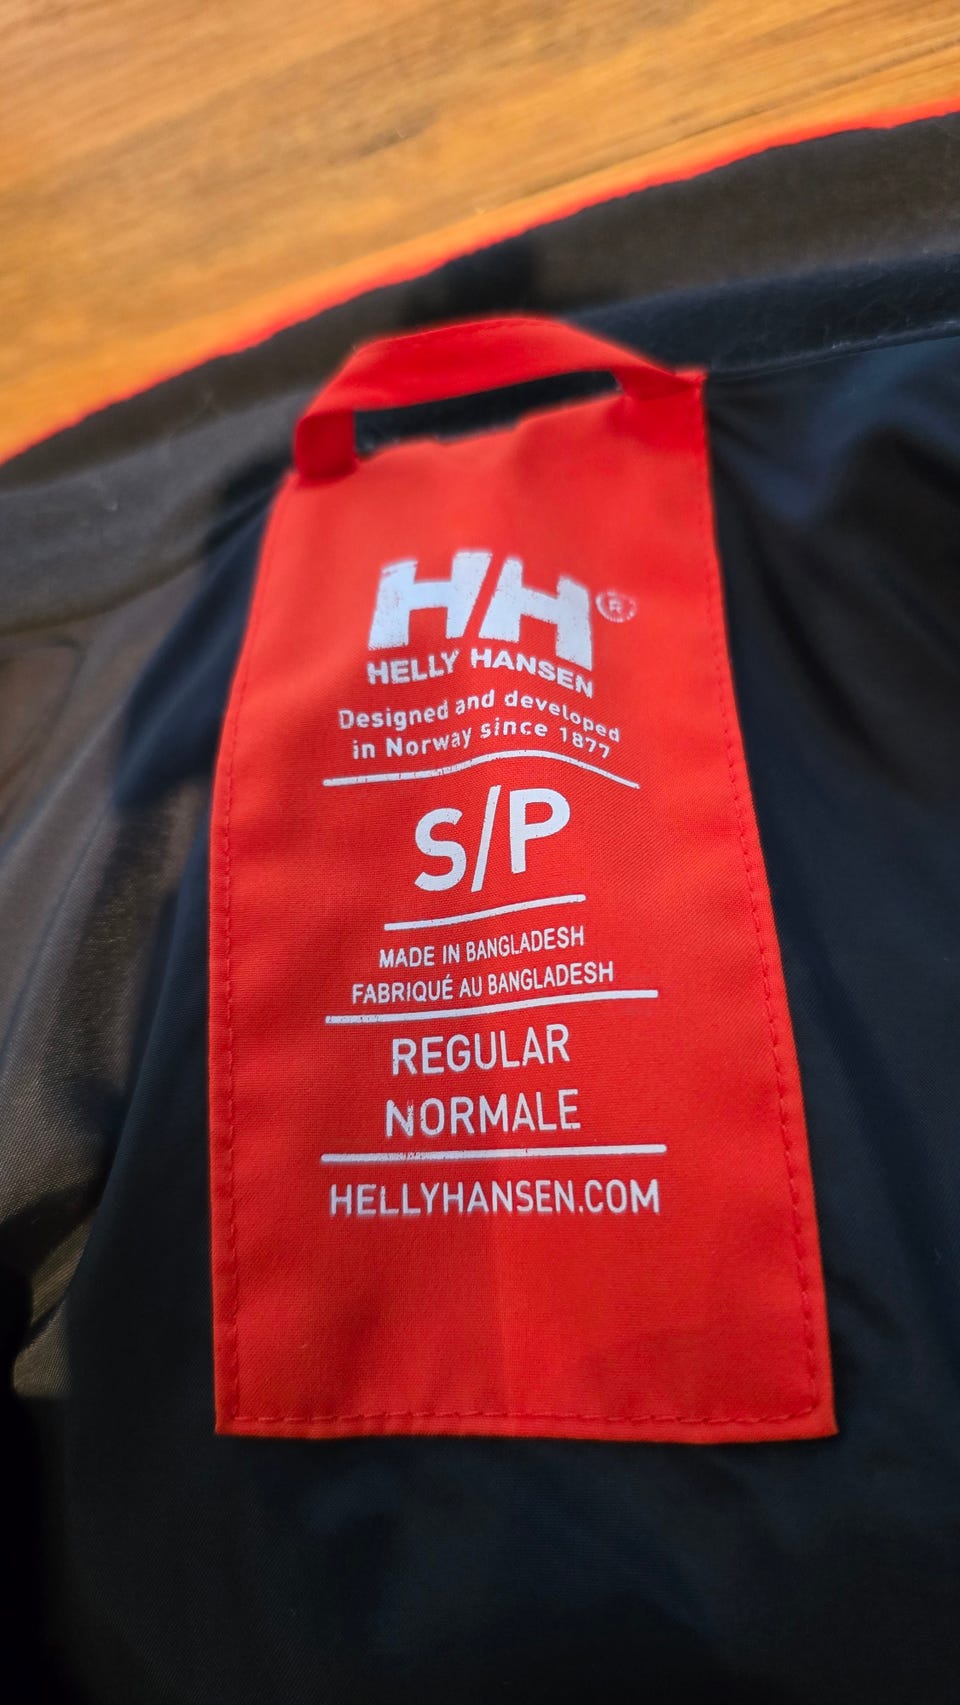 HH®
HELLY HANSEN
Designed and developed
in Norway since 1877
S/P
MADE IN BANGLADESH
FABRIQUÉ AU BANGLADESH
REGULAR
NORMALE
HELLYHANSEN.COM